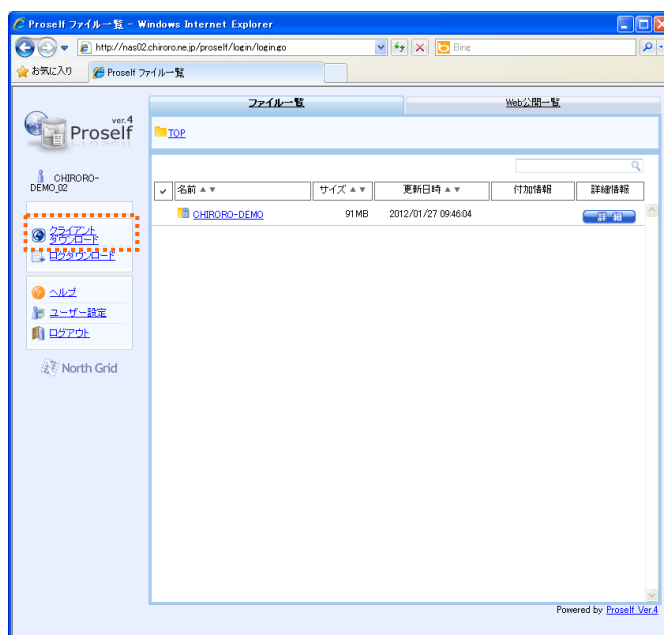 Proself ファイル一覧 - Windows Internet Explorer
http://nas02.chiroro.ne.jp/proself/login/login.go
Bing
お気に入り
Proself ファイル一覧
ver.4
Proself
CHIRORO-
DEMO_02
クライアント
ダウンロード
ログダウンロード
ヘルプ
ユーザー設定
ログアウト
North Grid
ファイル一覧
Web公開一覧
TOP
名前 ▲ ▼
サイズ ▲ ▼
更新日時 ▲ ▼
付加情報
詳細情報
CHIRORO-DEMO
91 MB
2012/01/27 09:46:04
詳 細
Powered by Proself Ver.4